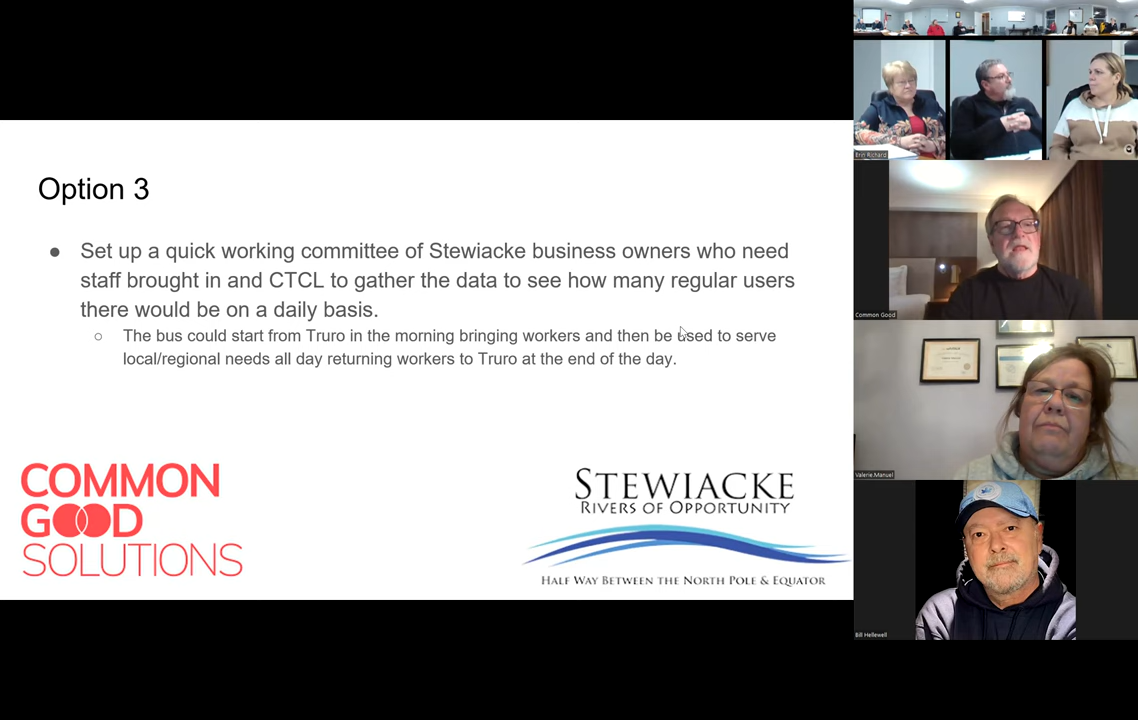 Option 3
● Set up a quick working committee of Stewiacke business owners who need
staff brought in and CTCL to gather the data to see how many regular users
there would be on a daily basis.
○ The bus could start from Truro in the morning bringing workers and then be used to serve
local/regional needs all day returning workers to Truro at the end of the day.
COMMON
GOOD
SOLUTIONS
STEWIACKE
RIVERS OF OPPORTUNITY
HALF WAY BETWEEN THE NORTH POLE & EQUATOR
Erin Richard
Common Good
Valerie.Manuel
Bill Hellewell